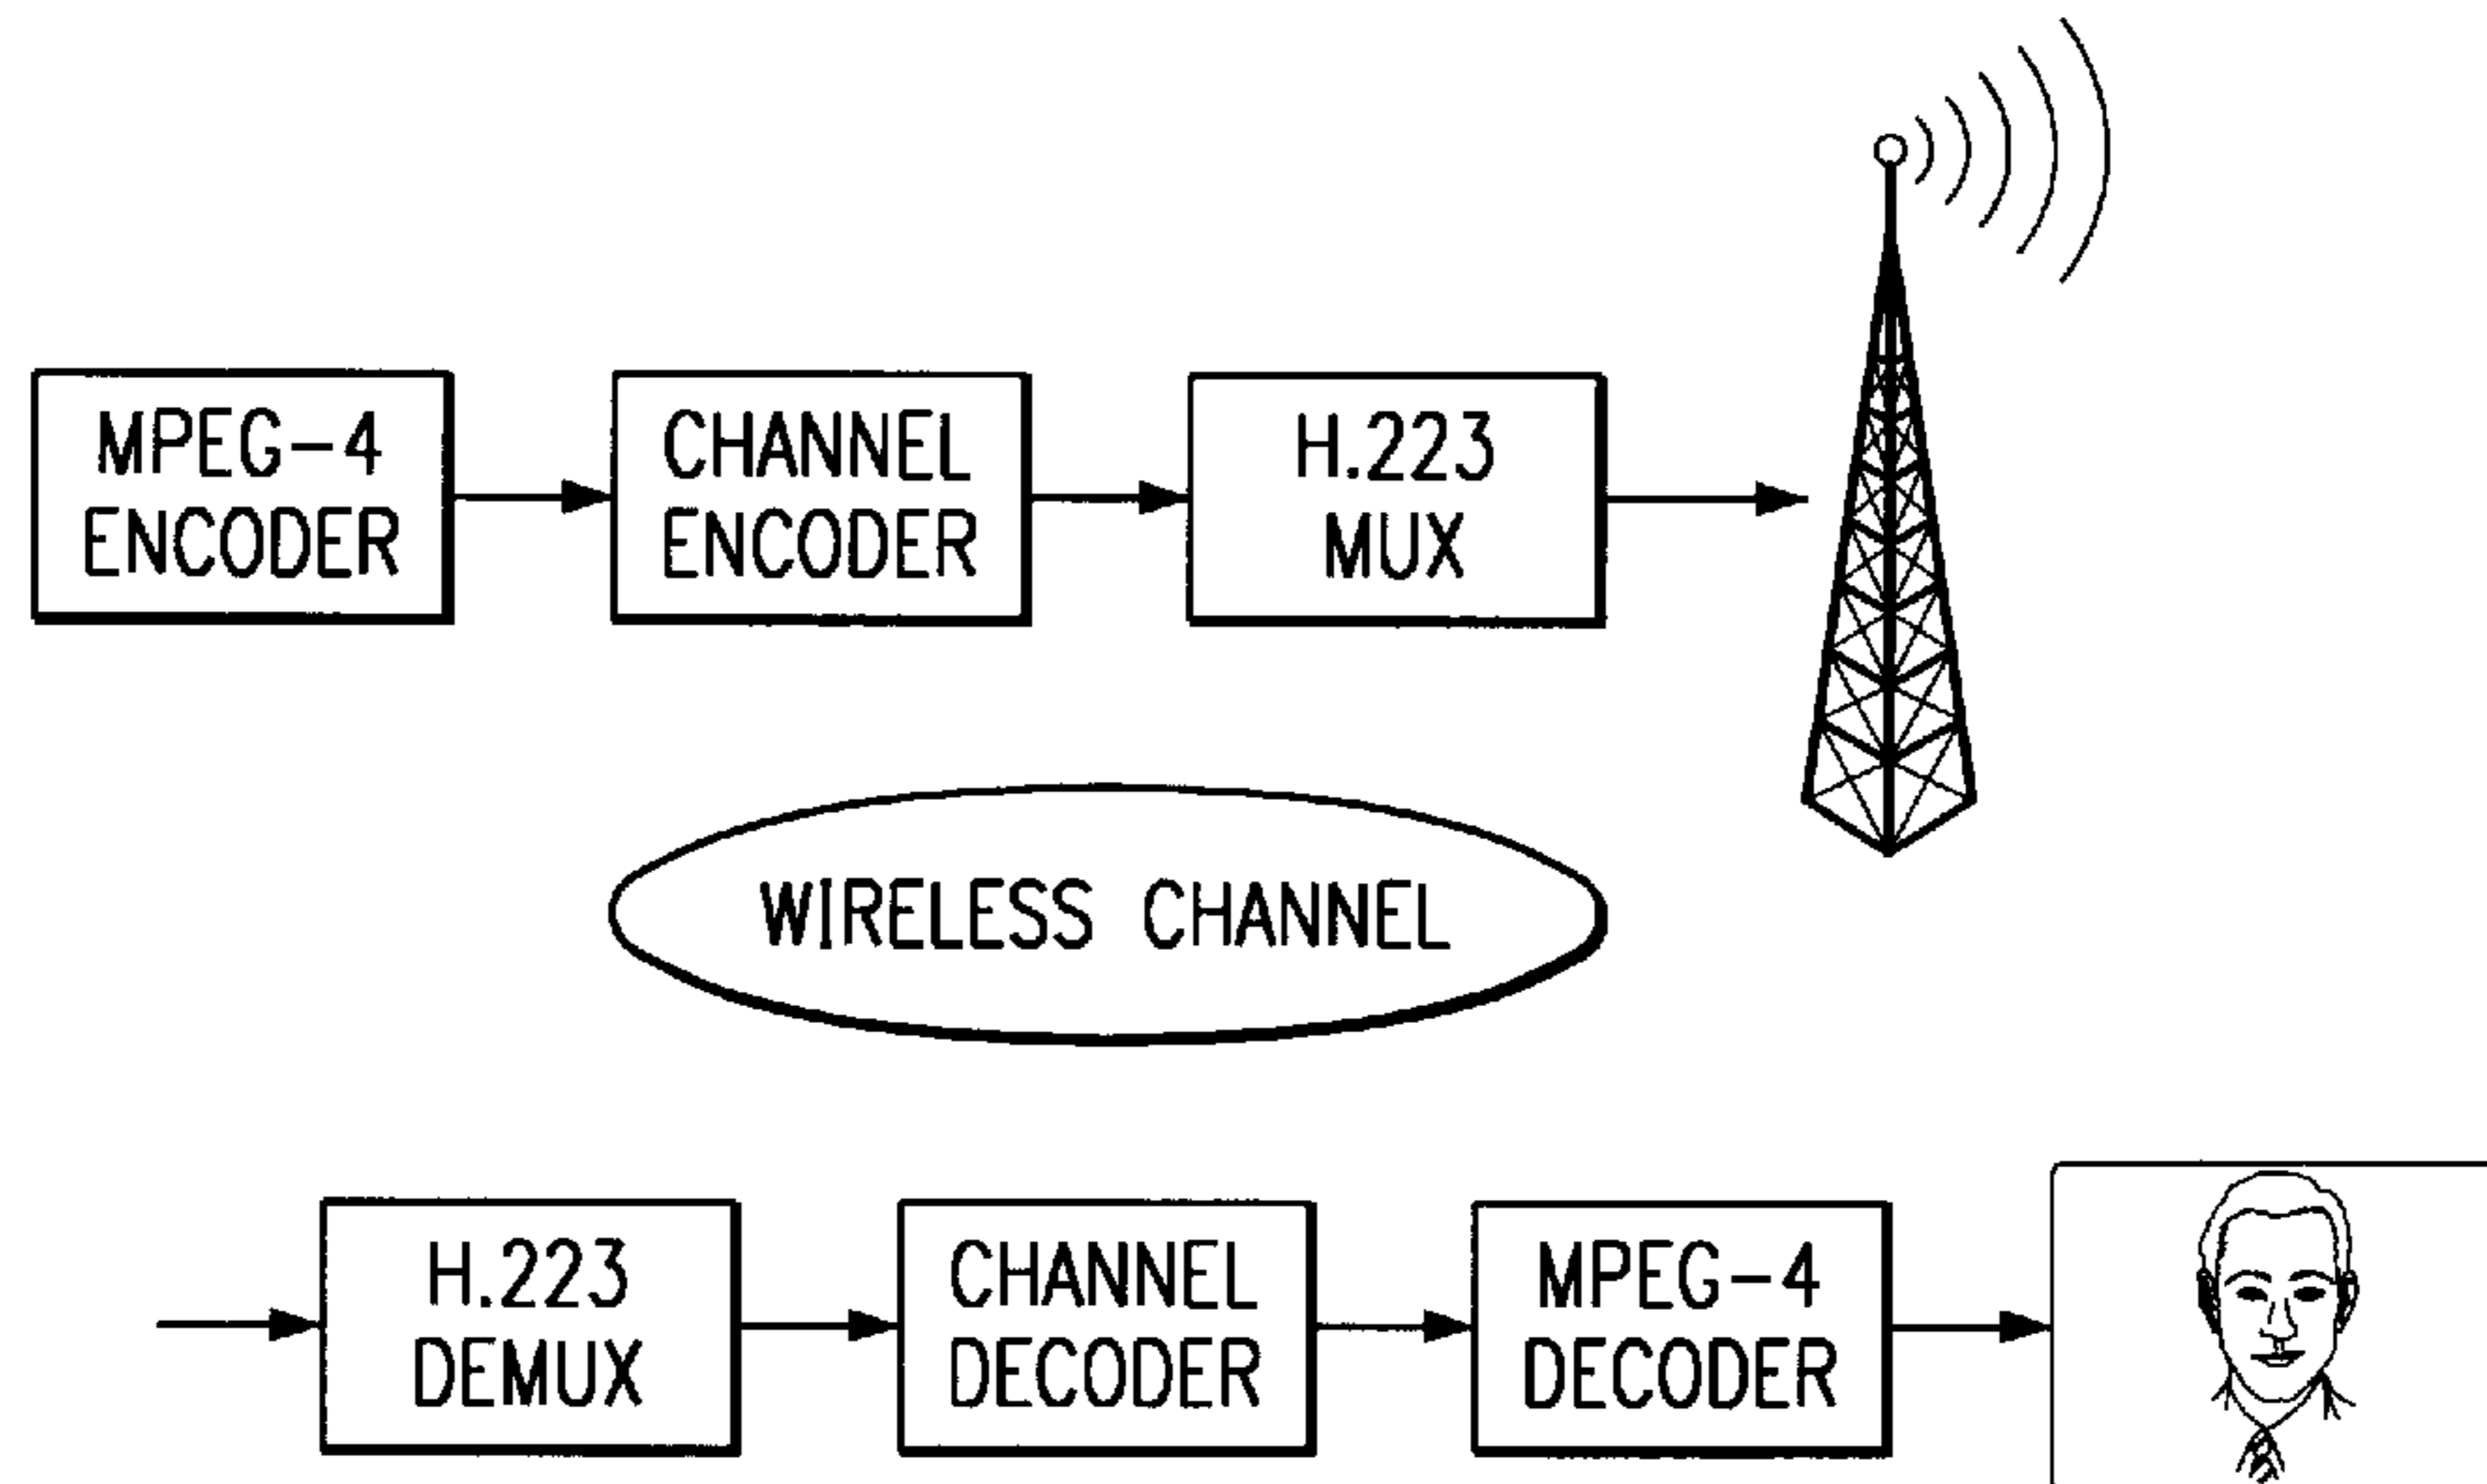 MPEG-4
ENCODER
CHANNEL
ENCODER
H.223
MUX
WIRELESS CHANNEL
H.223
DEMUX
CHANNEL
DECODER
MPEG-4
DECODER